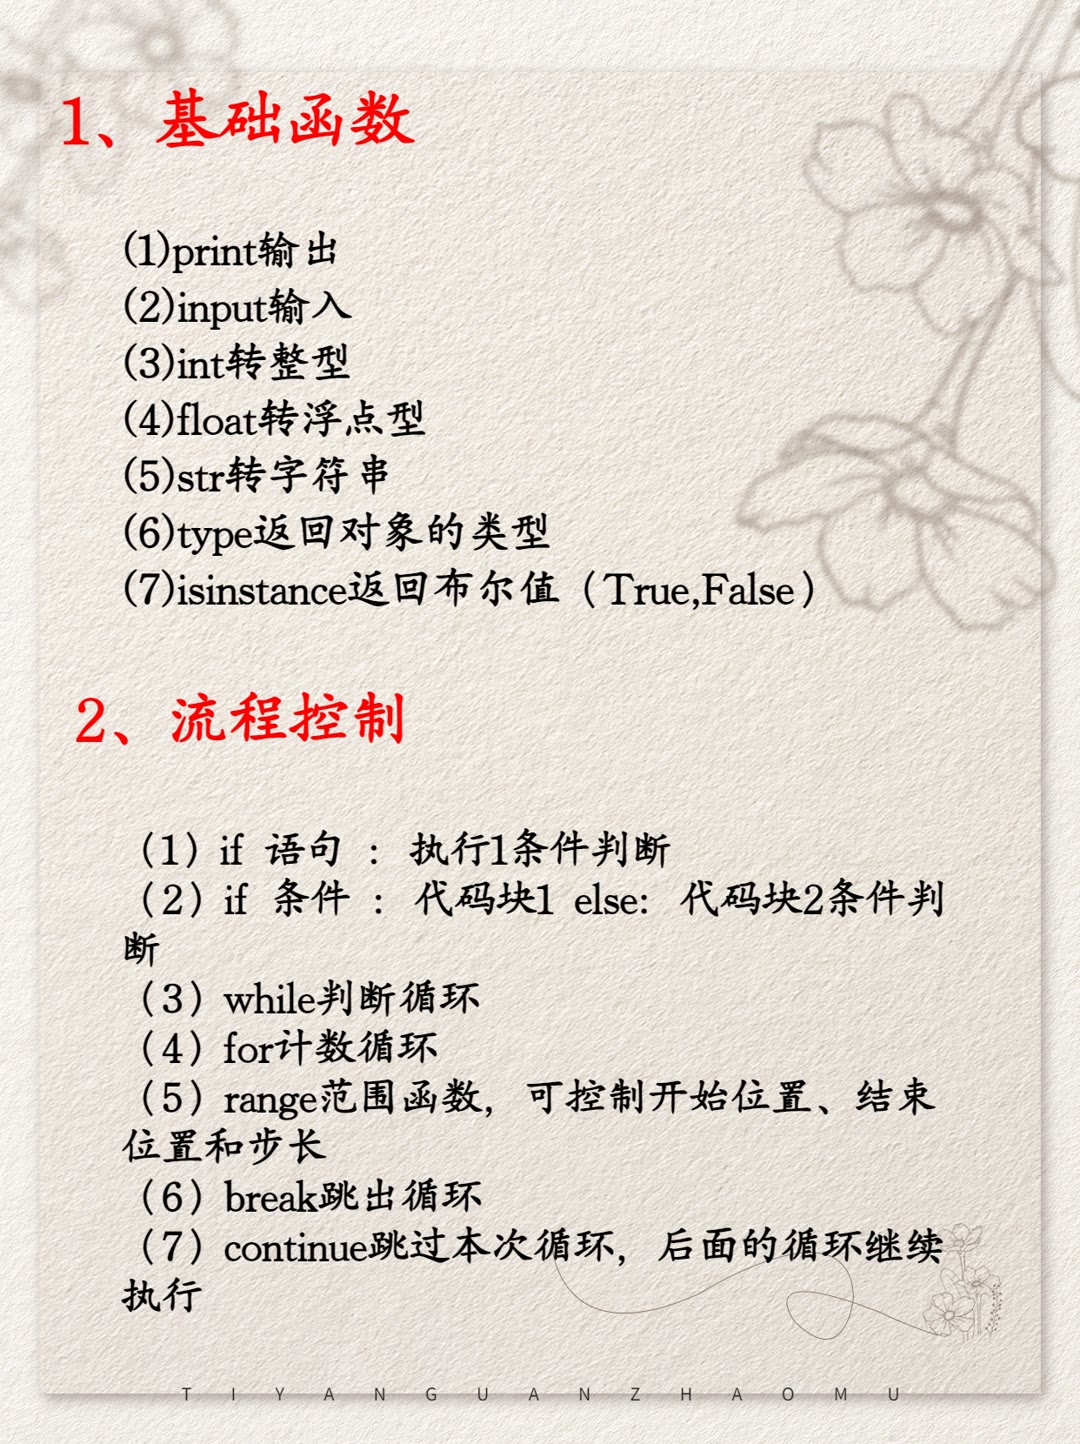 1、基础函数
(1)print输出
(2)input输入
(3)int转整型
(4)float转浮点型
(5)str转字符串
(6)type返回对象的类型
(7)isinstance返回布尔值（True,False）
2、流程控制
（1）if 语句 ： 执行1条件判断
（2）if 条件 ： 代码块1 else: 代码块2条件判
断
（3）while判断循环
（4）for计数循环
（5）range范围函数，可控制开始位置、结束
位置和步长
（6）break跳出循环
（7）continue跳过本次循环，后面的循环继续
执行
TIYANGUANZHAOMU